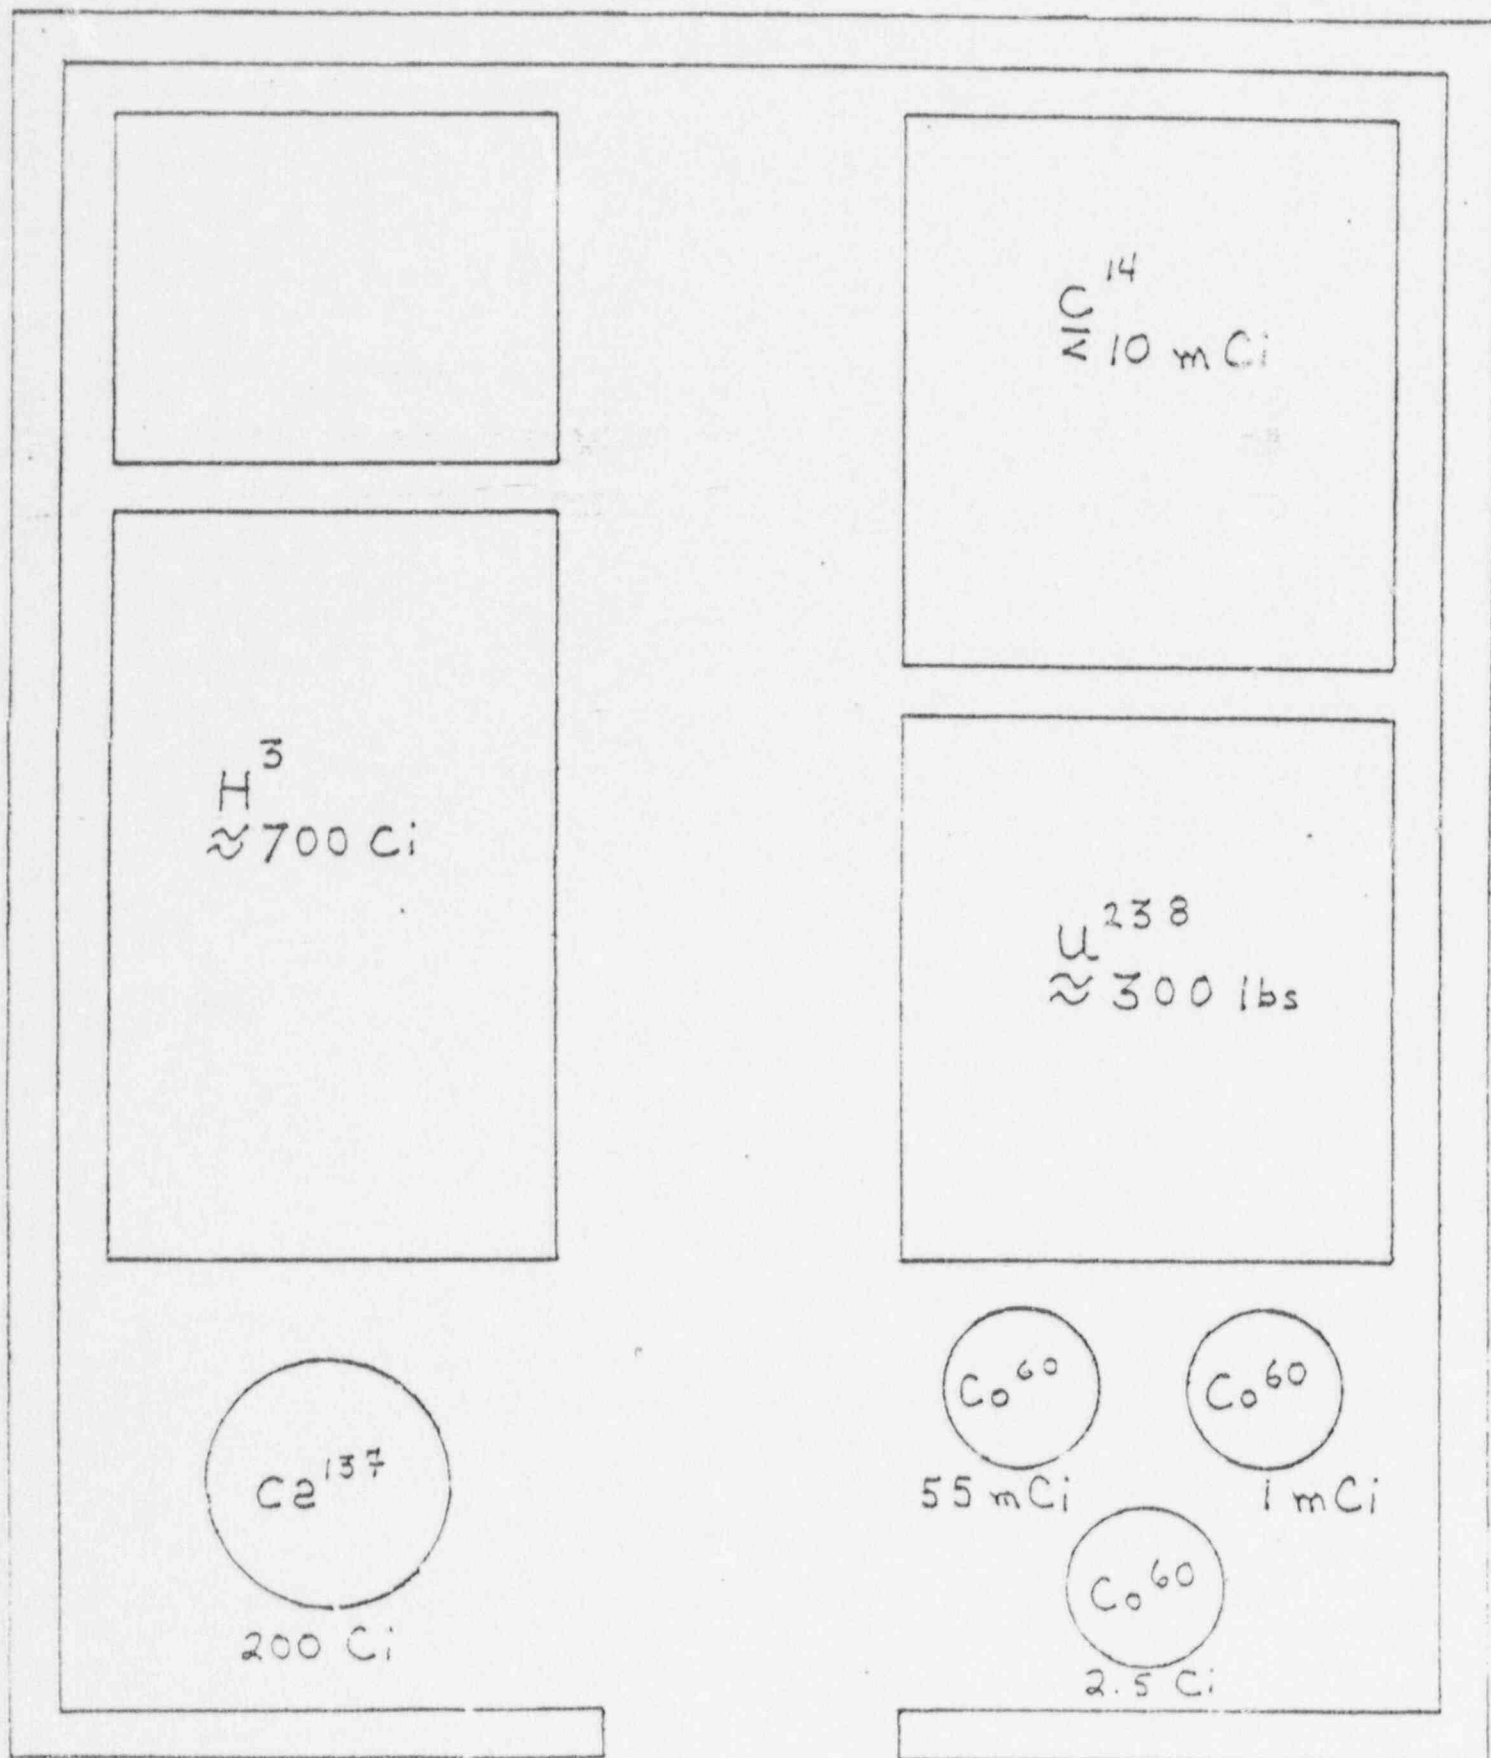 C¹⁴
≤ 10 mCi
H³
≈ 700 Ci
U²³⁸
≈ 300 lbs
Co⁶⁰
Co⁶⁰
55 mCi
1 mCi
Ca¹³⁷
Co⁶⁰
200 Ci
2.5 Ci